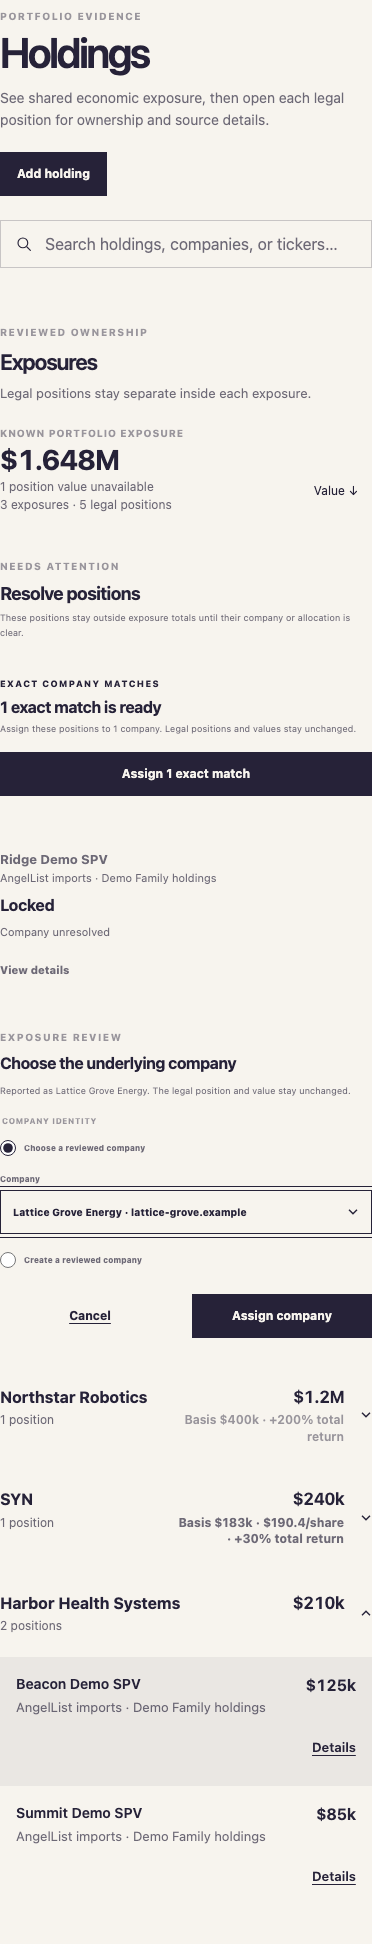 PORTFOLIO EVIDENCE
Holdings
See shared economic exposure, then open each legal
position for ownership and source details.
Add holding
Search holdings, companies, or tickers...
REVIEWED OWNERSHIP
Exposures
Legal positions stay separate inside each exposure.
KNOWN PORTFOLIO EXPOSURE
$1.648M
1 position value unavailable
3 exposures · 5 legal positions
Value ↓
NEEDS ATTENTION
Resolve positions
These positions stay outside exposure totals until their company or allocation is
clear.
EXACT COMPANY MATCHES
1 exact match is ready
Assign these positions to 1 company. Legal positions and values stay unchanged.
Assign 1 exact match
Ridge Demo SPV
AngelList imports · Demo Family holdings
Locked
Company unresolved
View details
EXPOSURE REVIEW
Choose the underlying company
Reported as Lattice Grove Energy. The legal position and value stay unchanged.
COMPANY IDENTITY
Choose a reviewed company
Company
Lattice Grove Energy · lattice-grove.example
Create a reviewed company
Cancel
Assign company
Northstar Robotics
$1.2M
1 position
Basis $400k · +200% total
return
SYN
$240k
1 position
Basis $183k · $190.4/share
· +30% total return
Harbor Health Systems
$210k
2 positions
Beacon Demo SPV
$125k
AngelList imports · Demo Family holdings
Details
Summit Demo SPV
$85k
AngelList imports · Demo Family holdings
Details